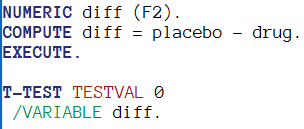 NUMERIC diff (F2).
COMPUTE diff = placebo - drug.
EXECUTE.
T-TEST TESTVAL 0
/VARIABLE diff.